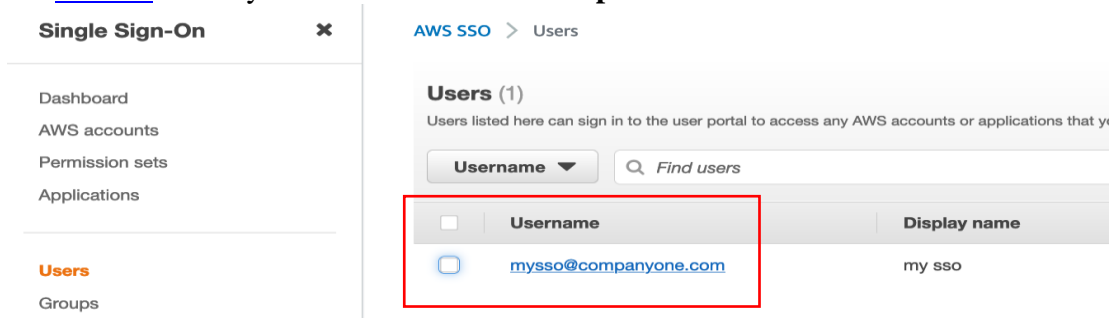 Single Sign-On ✖
AWS SSO > Users
Dashboard
AWS accounts
Permission sets
Applications
Users
Groups
Users (1)
Users listed here can sign in to the user portal to access any AWS accounts or applications that
Username
Find users
Username Display name
mysso@companyone.com my sso